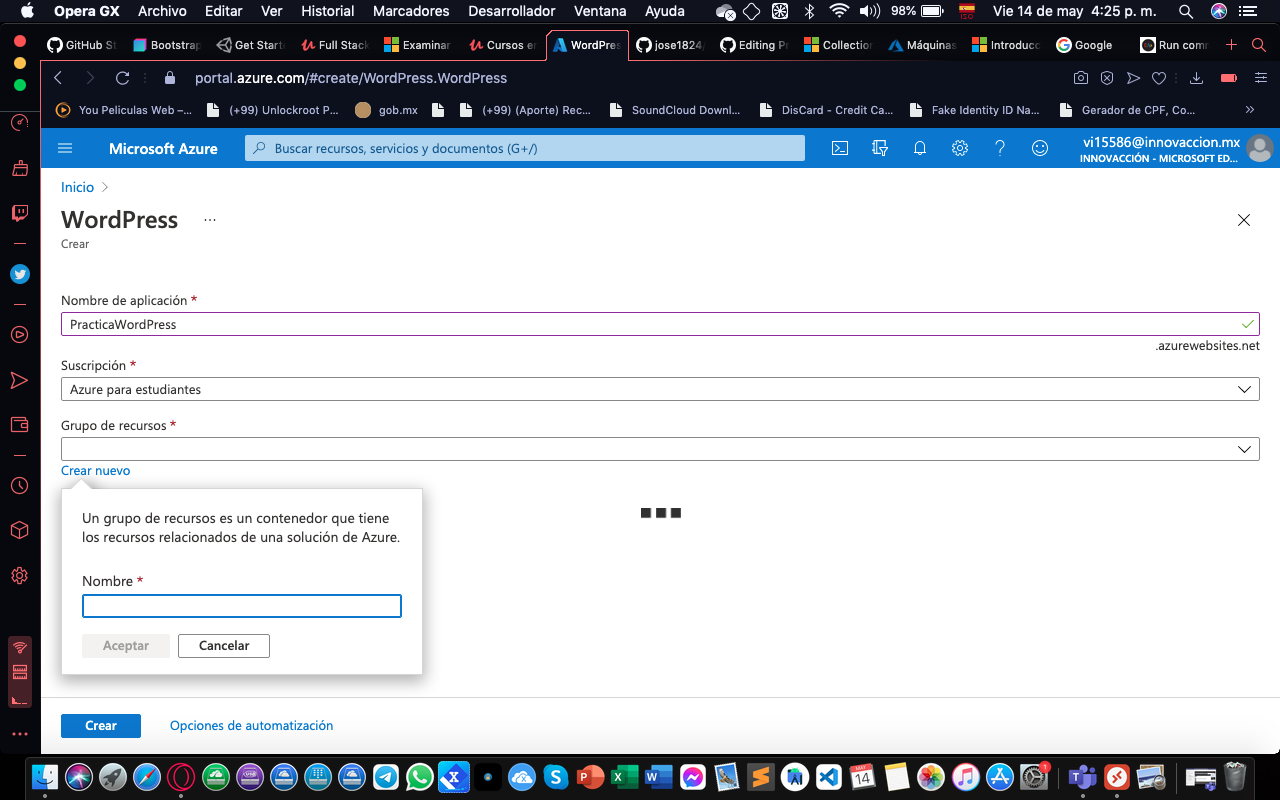 Opera GX Archivo Editar Ver Historial Marcadores Desarrollador Ventana Ayuda 98% ISO Vie 14 de may 4:25 p. m.
GitHub St Bootstrap Get Start Full Stack Examinar Cursos en WordPres jose1824/ Editing Pr Collection Máquinas Introducc Google Run com
portal.azure.com/#create/WordPress.WordPress
You Peliculas Web –... (+99) Unlockroot P... gob.mx (+99) (Aporte) Rec... SoundCloud Downl... DisCard - Credit Ca... Fake Identity ID Na... Gerador de CPF, Co... »
Microsoft Azure Buscar recursos, servicios y documentos (G+/) vi15586@innovaccion.mx
INNOVACCIÓN - MICROSOFT ED...
Inicio >
WordPress ...
Crear
Nombre de aplicación *
PracticaWordPress
.azurewebsites.net
Suscripción *
Azure para estudiantes
Grupo de recursos *
Crear nuevo
Un grupo de recursos es un contenedor que tiene
los recursos relacionados de una solución de Azure.
Nombre *
Aceptar Cancelar
Crear Opciones de automatización
MAY
14
1